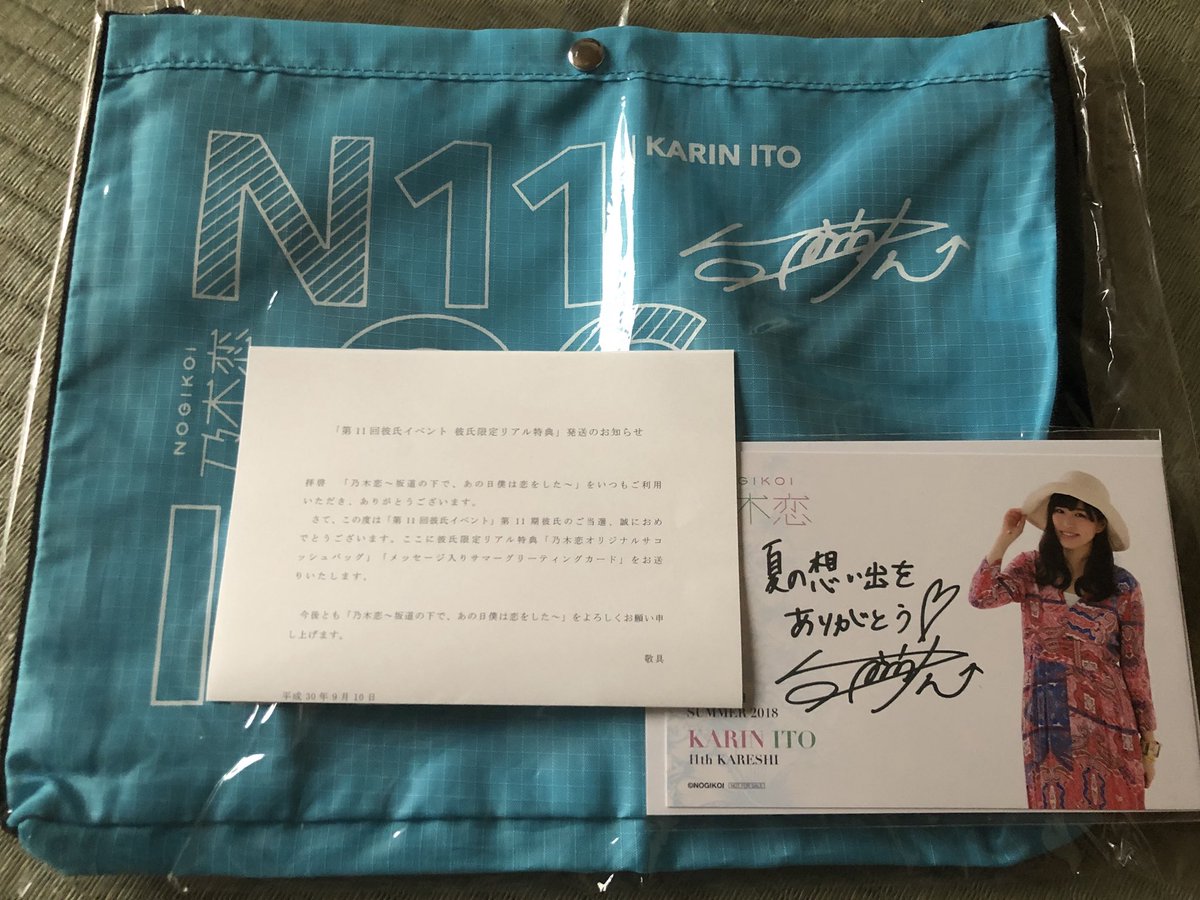 KARIN ITO
N11
NOGIKOI
乃木恋
「第11回彼氏イベント 彼氏限定リアル特典」発送のお知らせ
拝啓 「乃木恋~坂道の下で、あの日僕は恋をした~」をいつもご利用
いただき、ありがとうございます。
さて、この度は「第11回彼氏イベント」第11期彼氏のご当選、誠におめ
でとうございます。ここに彼氏限定リアル特典「乃木恋オリジナルサコ
ッシュバッグ」「メッセージ入りサマーグリーティングカード」をお送
りいたします。
今後とも「乃木恋~坂道の下で、あの日僕は恋をした~」をよろしくお願い申
し上げます。
敬具
平成30年9月10日
GIKOI
木恋
夏の想い出を
ありがとう♡
SUMMER 2018
KARIN ITO
11th KARESHI
©NOGIKOI NOT FOR SALE